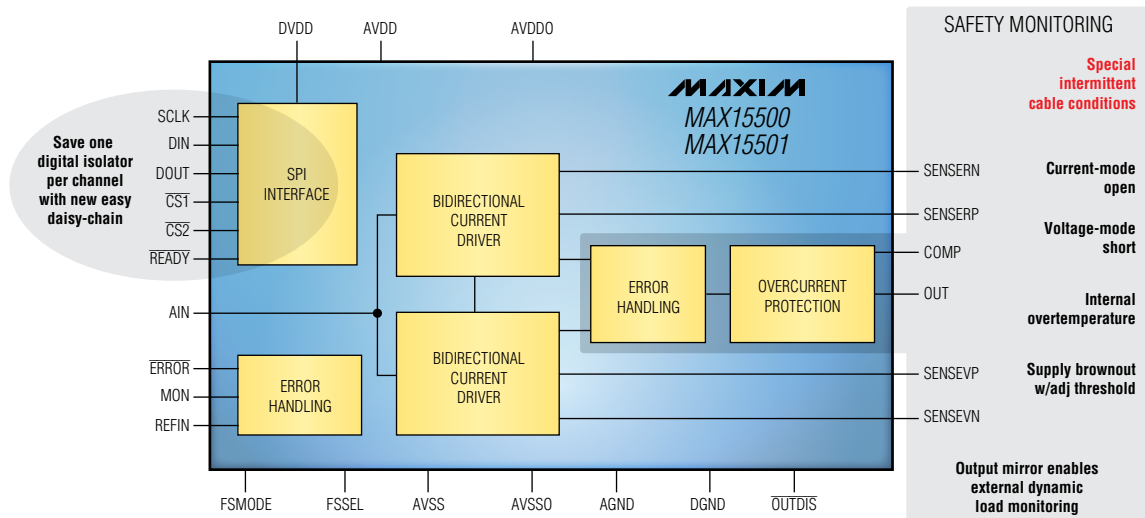 DVDD
AVDD
AVDDO
SAFETY MONITORING
MAXIM
MAX15500
MAX15501
Special
intermittent
cable conditions
Save one
digital isolator
per channel
with new easy
daisy-chain
SCLK
DIN
DOUT
CS1
CS2
READY
SPI
INTERFACE
BIDIRECTIONAL
CURRENT
DRIVER
SENSERN
SENSERP
COMP
OUT
Current-mode
open
Voltage-mode
short
ERROR
HANDLING
OVERCURRENT
PROTECTION
AIN
Internal
overtemperature
ERROR
MON
REFIN
ERROR
HANDLING
BIDIRECTIONAL
CURRENT
DRIVER
SENSEVP
SENSEVN
Supply brownout
w/adj threshold
FSMODE
FSSEL
AVSS
AVSSO
AGND
DGND
OUTDIS
Output mirror enables
external dynamic
load monitoring